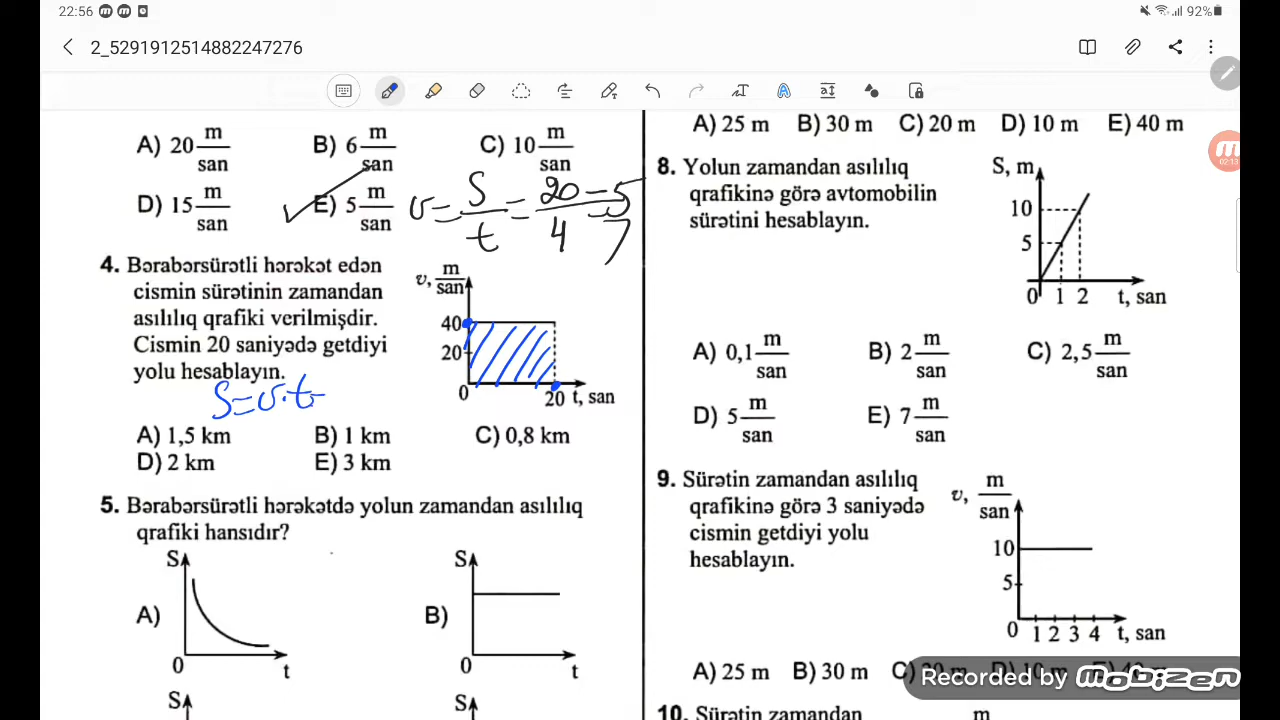 22:56
92%
2_5291912514882247276
A) 20 m/san B) 6 m/san C) 10 m/san
D) 15 m/san E) 5 m/san
υ = S/t = 20/4 = 5
4. Bərabərsürətli hərəkət edən
cismin sürətinin zamandan
asılılıq qrafiki verilmişdir.
Cismin 20 saniyədə getdiyi
yolu hesablayın.
υ, m/san
40
20
0 20 t, san
S=υ·t
A) 1,5 km B) 1 km C) 0,8 km
D) 2 km E) 3 km
5. Bərabərsürətli hərəkətdə yolun zamandan asılılıq
qrafiki hansıdır?
A) S 0 t
B) S 0 t
S S
A) 25 m B) 30 m C) 20 m D) 10 m E) 40 m
8. Yolun zamandan asılılıq
qrafikinə görə avtomobilin
sürətini hesablayın.
S, m
10
5
0 1 2 t, san
A) 0,1 m/san B) 2 m/san C) 2,5 m/san
D) 5 m/san E) 7 m/san
9. Sürətin zamandan asılılıq
qrafikinə görə 3 saniyədə
cismin getdiyi yolu
hesablayın.
υ, m/san
10
5
0 1 2 3 4 t, san
A) 25 m B) 30 m C) 20 m D) 10 m E) 40 m
10. Sürətin zamandan m
02:13
Recorded by mobizen